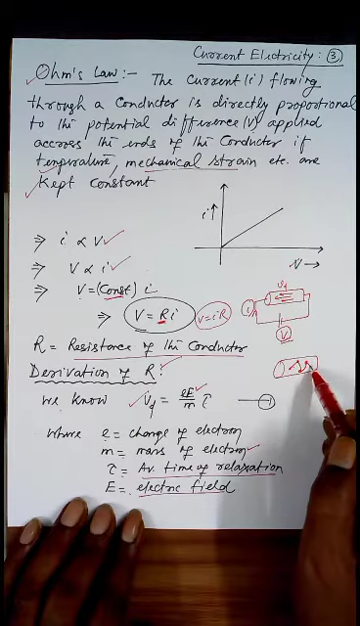 Current Electricity: ③
Ohm's Law:- The current (i) flowing
through a Conductor is directly proportional
to the potential difference (V) applied
accross the ends of the Conductor if
temperature, mechanical strain etc. are
Kept constant
i↑
V→
⇒ i ∝ V
⇒ V ∝ i
⇒ V = (Const) i
⇒ V = R i
V = iR
V
R = Resistance of the Conductor
Derivation of R :-
we know Vd = eE/m τ —①
where e = charge of electron
m = mass of electron
τ = Av. time of relaxation
E = electric field